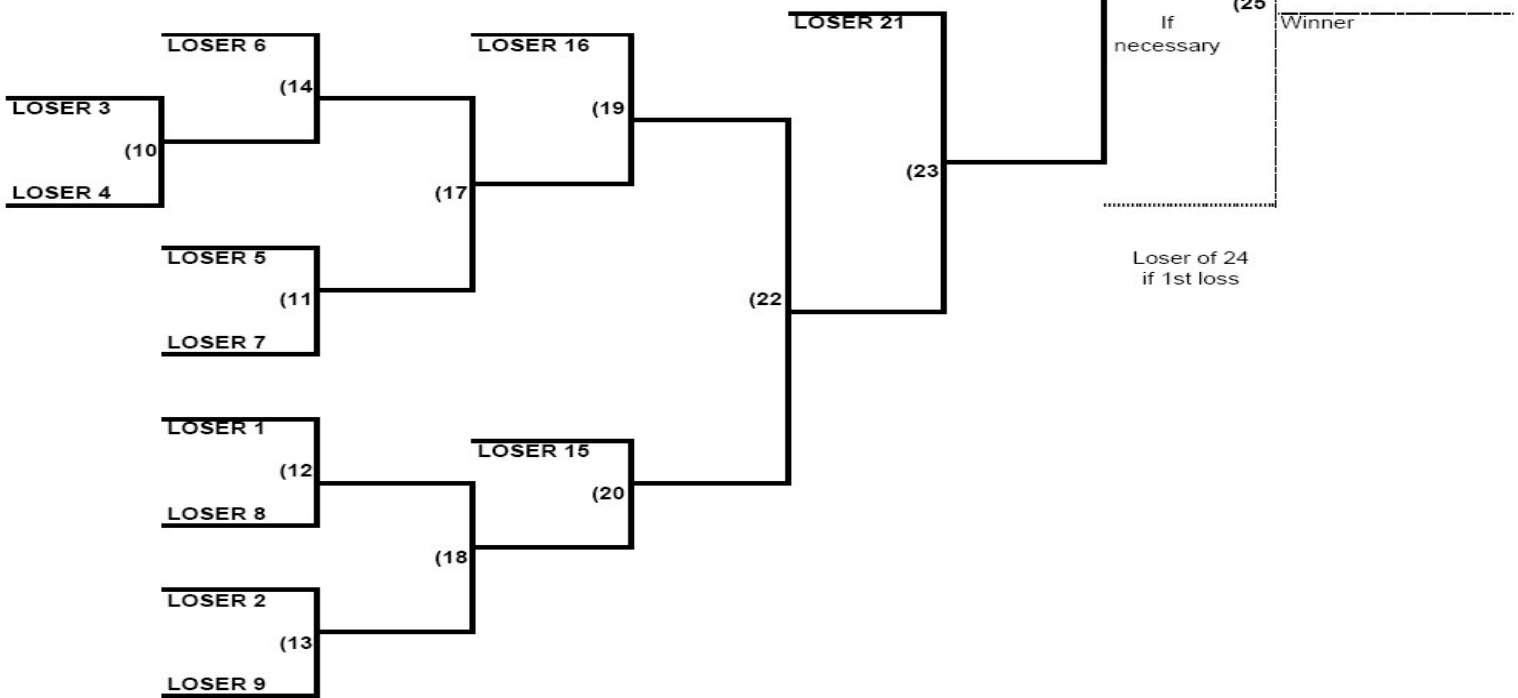 (25
LOSER 21
If
necessary
Winner
LOSER 6
LOSER 16
(14
LOSER 3
(19
(10
(23
LOSER 4
(17
LOSER 5
Loser of 24
if 1st loss
(11
(22
LOSER 7
LOSER 1
LOSER 15
(12
(20
LOSER 8
(18
LOSER 2
(13
LOSER 9